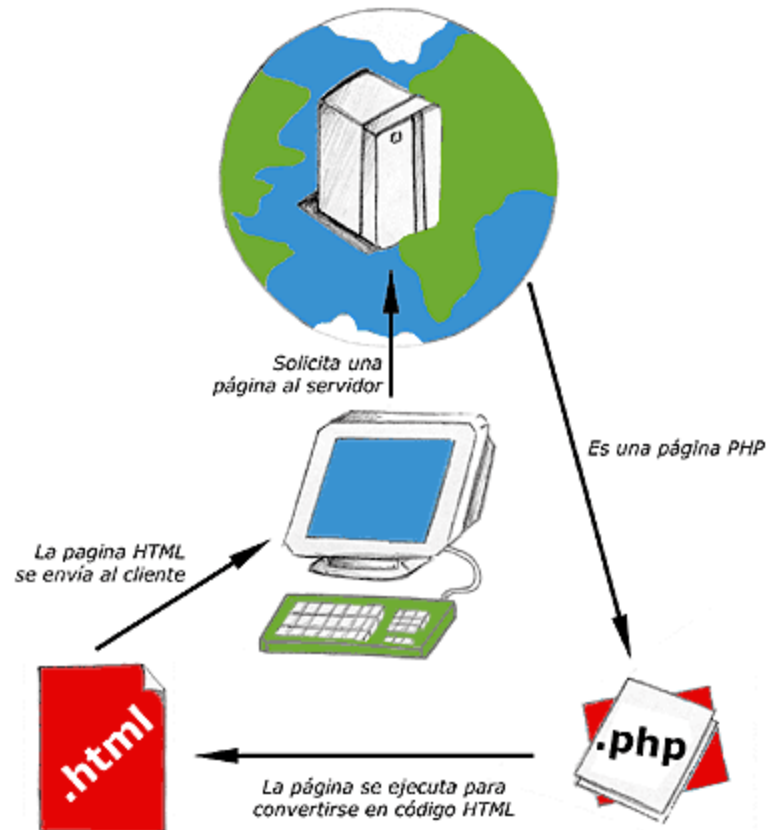 Solicita una
página al servidor
Es una página PHP
La pagina HTML
se envía al cliente
.html
.php
La página se ejecuta para
convertirse en código HTML